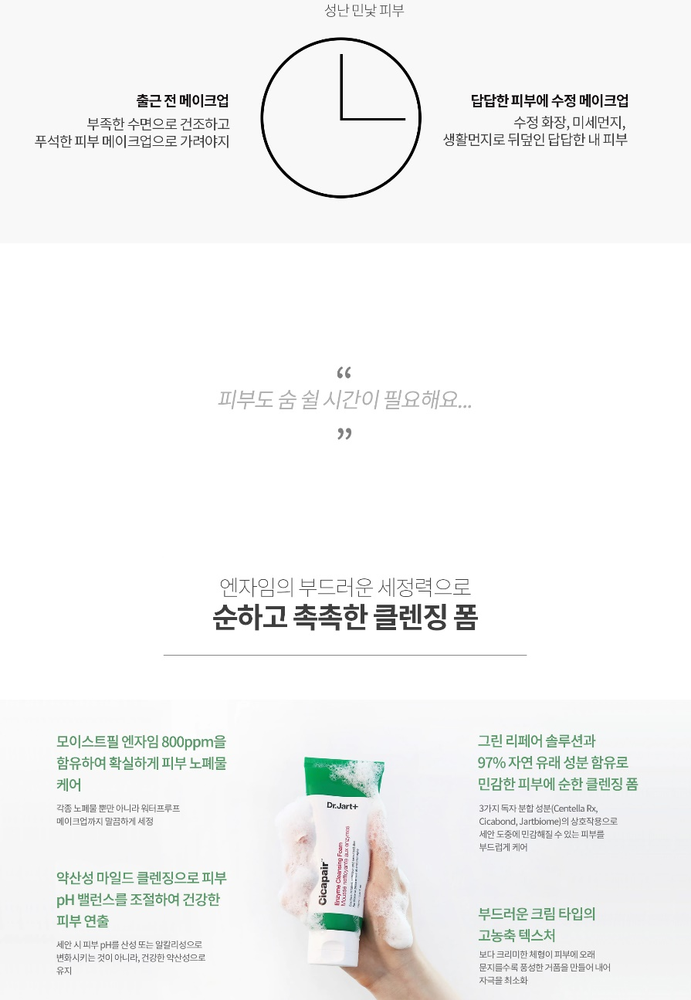 성난 민낯 피부
출근 전 메이크업
부족한 수면으로 건조하고
푸석한 피부 메이크업으로 가려야지
답답한 피부에 수정 메이크업
수정 화장, 미세먼지,
생활먼지로 뒤덮인 답답한 내 피부
“
피부도 숨 쉴 시간이 필요해요...
”
엔자임의 부드러운 세정력으로
순하고 촉촉한 클렌징 폼
모이스트필 엔자임 800ppm을
함유하여 확실하게 피부 노폐물
케어
각종 노폐물 뿐만 아니라 워터프루프
메이크업까지 말끔하게 세정
약산성 마일드 클렌징으로 피부
pH 밸런스를 조절하여 건강한
피부 연출
세안 시 피부 pH를 산성 또는 알칼리성으로
변화시키는 것이 아니라, 건강한 약산성으로
유지
Dr.Jart+
Cicapair™
Enzyme Cleansing Foam
Mousse nettoyante aux enzymes
그린 리페어 솔루션과
97% 자연 유래 성분 함유로
민감한 피부에 순한 클렌징 폼
3가지 독자 분합 성분(Centella Rx,
Cicabond, Jartbiome)의 상호작용으로
세안 도중에 민감해질 수 있는 피부를
부드럽게 케어
부드러운 크림 타입의
고농축 텍스처
보다 크리미한 체형이 피부에 오래
문지를수록 풍성한 거품을 만들어 내어
자극을 최소화